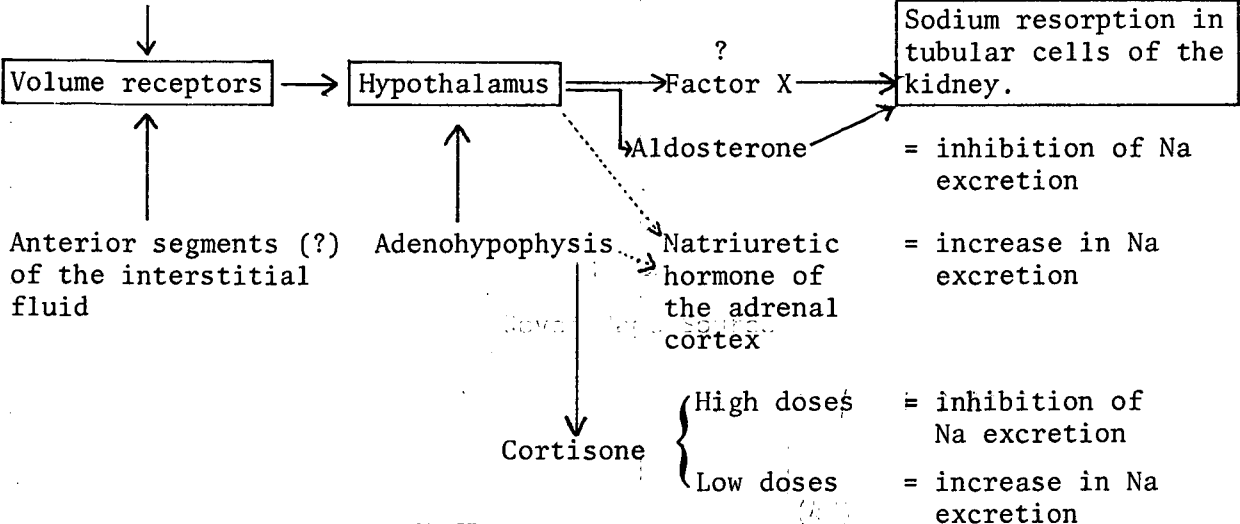 Sodium resorption in
tubular cells of the
kidney.
?
Volume receptors
Hypothalamus
Factor X
Aldosterone
= inhibition of Na
excretion
Anterior segments (?)
of the interstitial
fluid
Adenohypophysis
Natriuretic
hormone of
the adrenal
cortex
= increase in Na
excretion
Cortisone
High doses
= inhibition of
Na excretion
Low doses
= increase in Na
excretion